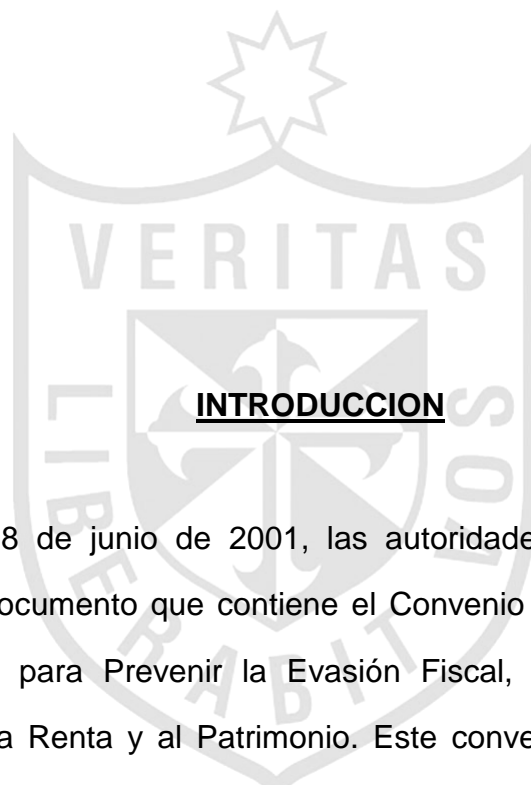 VERITAS
LIBERABIT VOS
INTRODUCCION
8 de junio de 2001, las autoridade
ocumento que contiene el Convenio
para Prevenir la Evasión Fiscal,
a Renta y al Patrimonio. Este conve